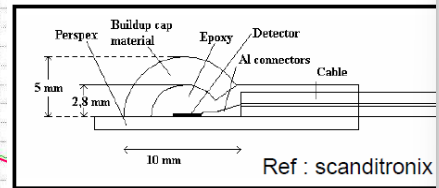 Buildup cap
material
Perspex
Epoxy
Detector
Al connectors
Cable
5 mm
2,8 mm
10 mm
Ref : scanditronix